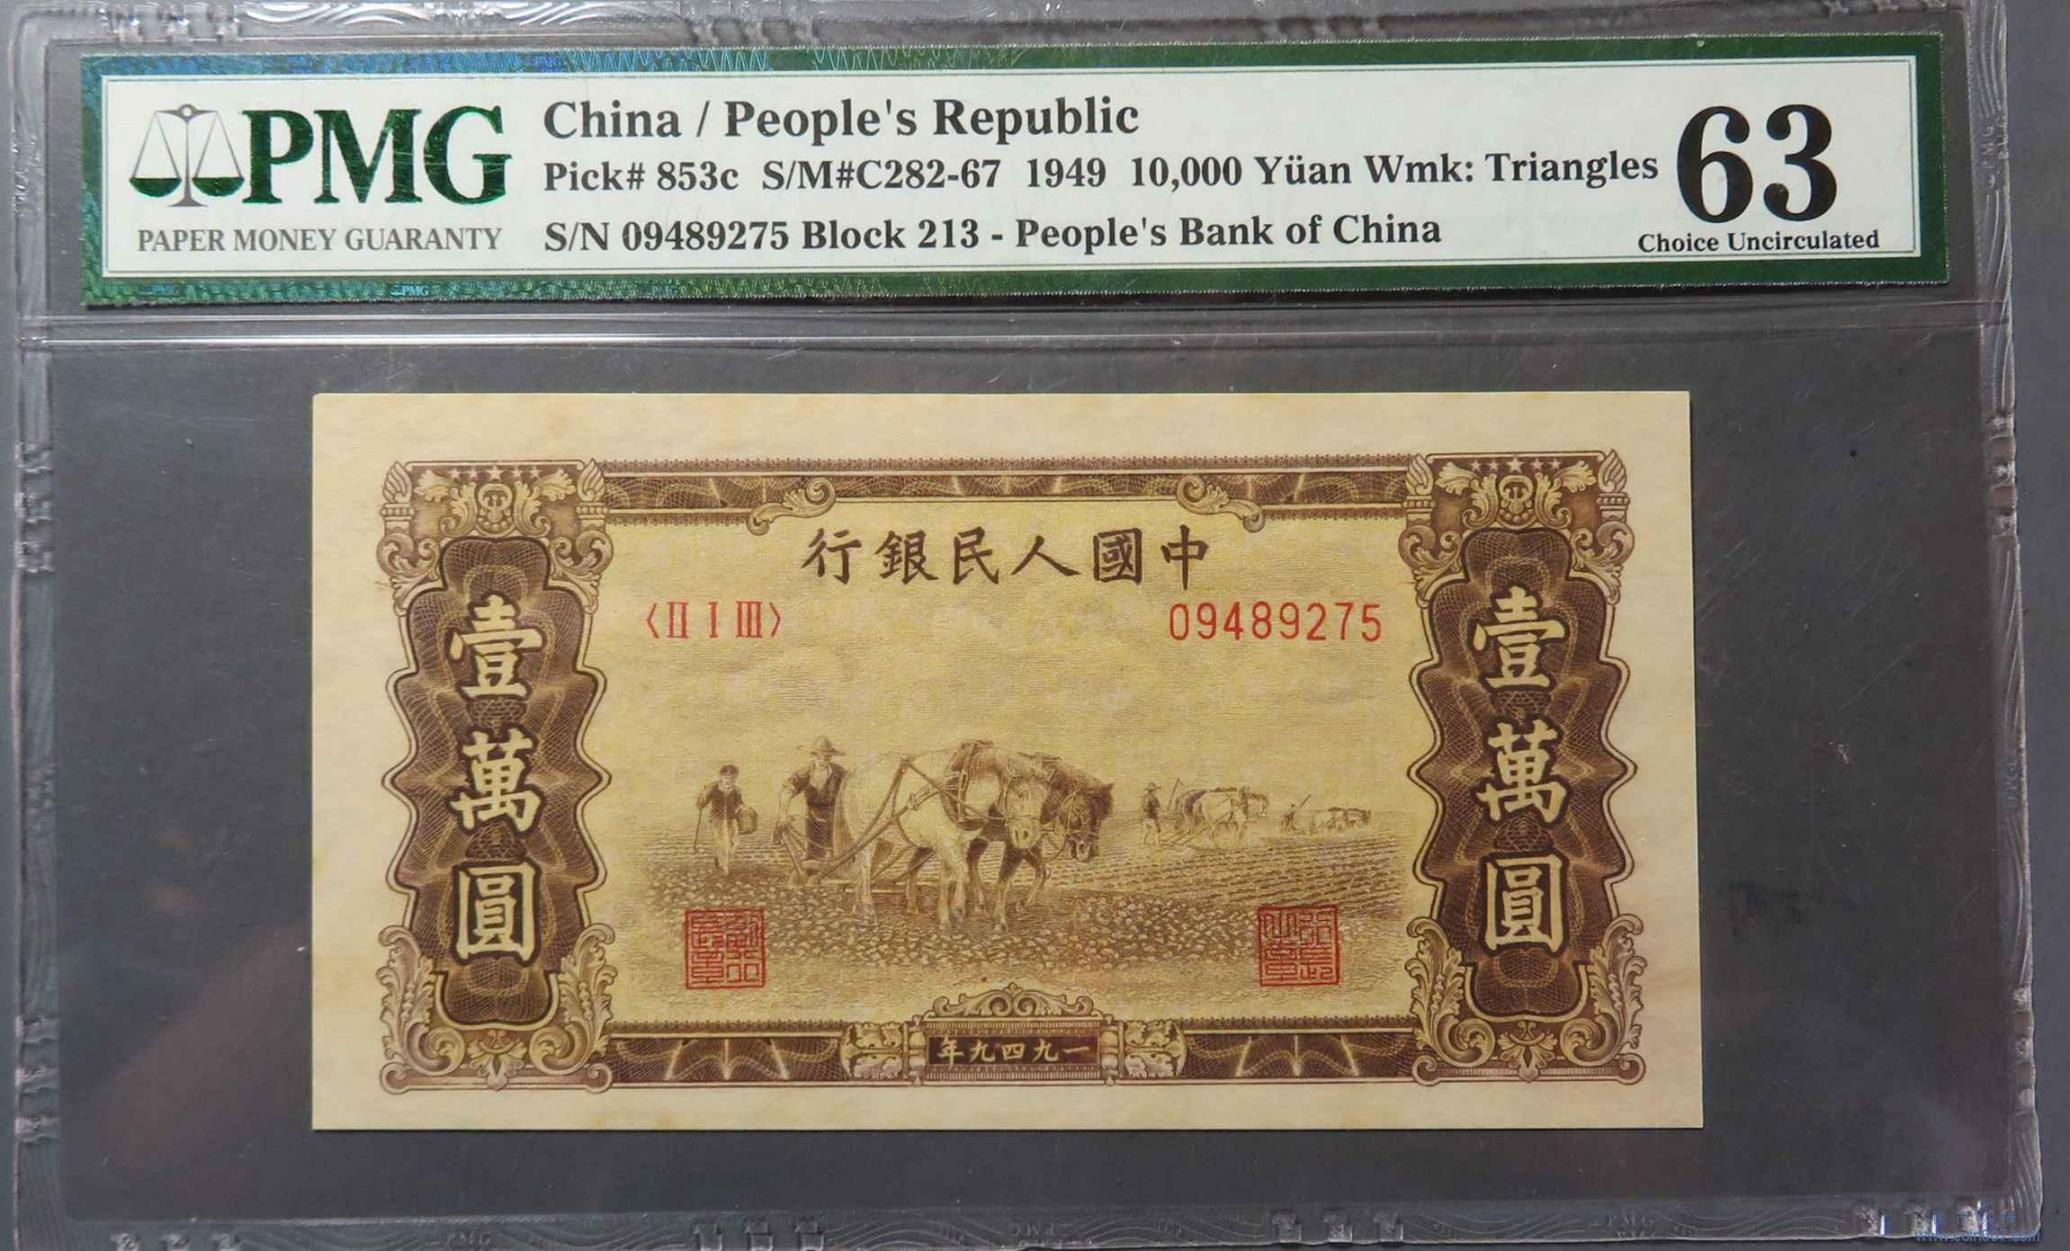 PMG
PAPER MONEY GUARANTY
China / People's Republic
Pick# 853c S/M#C282-67 1949 10,000 Yüan Wmk: Triangles
S/N 09489275 Block 213 - People's Bank of China
63
Choice Uncirculated
行銀民人國中
〈II I III〉
09489275
壹萬圓
壹萬圓
年九四九一